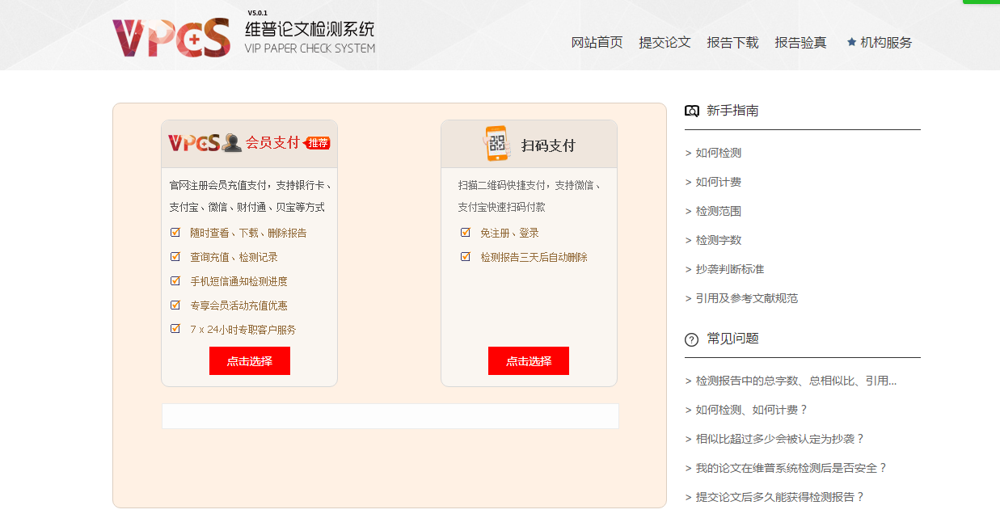 V5.0.1
VPCS 维普论文检测系统
VIP PAPER CHECK SYSTEM
网站首页 提交论文 报告下载 报告验真 机构服务
VPCS 会员支付 推荐
官网注册会员充值支付，支持银行卡、
支付宝、微信、财付通、贝宝等方式
随时查看、下载、删除报告
查询充值、检测记录
手机短信通知检测进度
专享会员活动充值优惠
7 x 24小时专职客户服务
点击选择
扫码支付
扫描二维码快捷支付，支持微信、
支付宝快速扫码付款
免注册、登录
检测报告三天后自动删除
点击选择
新手指南
> 如何检测
> 如何计费
> 检测范围
> 检测字数
> 抄袭判断标准
> 引用及参考文献规范
常见问题
> 检测报告中的总字数、总相似比、引用...
> 如何检测、如何计费？
> 相似比超过多少会被认定为抄袭？
> 我的论文在维普系统检测后是否安全？
> 提交论文后多久能获得检测报告？